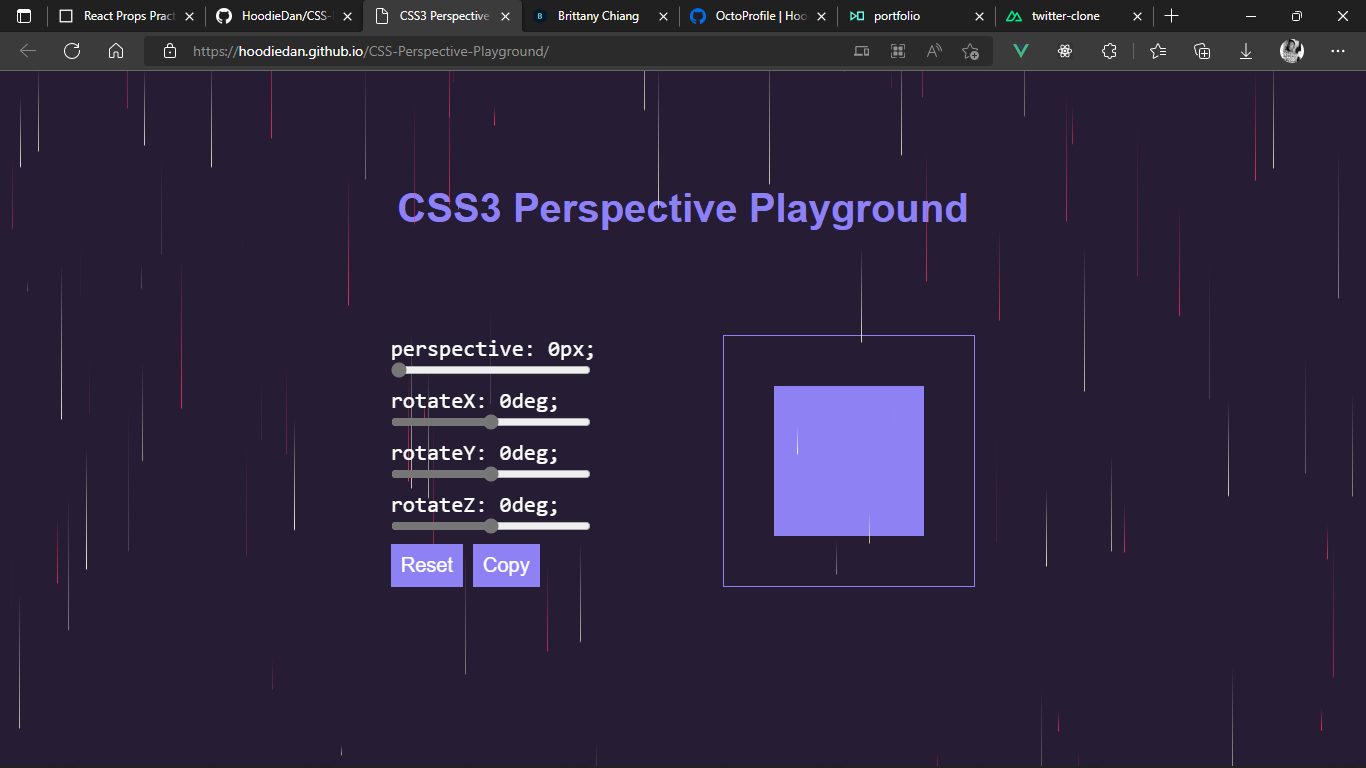 React Props Pract
HoodieDan/CSS-
CSS3 Perspective
Brittany Chiang
OctoProfile | Hoo
portfolio
twitter-clone
https://hoodiedan.github.io/CSS-Perspective-Playground/
CSS3 Perspective Playground
perspective: 0px;
rotateX: 0deg;
rotateY: 0deg;
rotateZ: 0deg;
Reset Copy